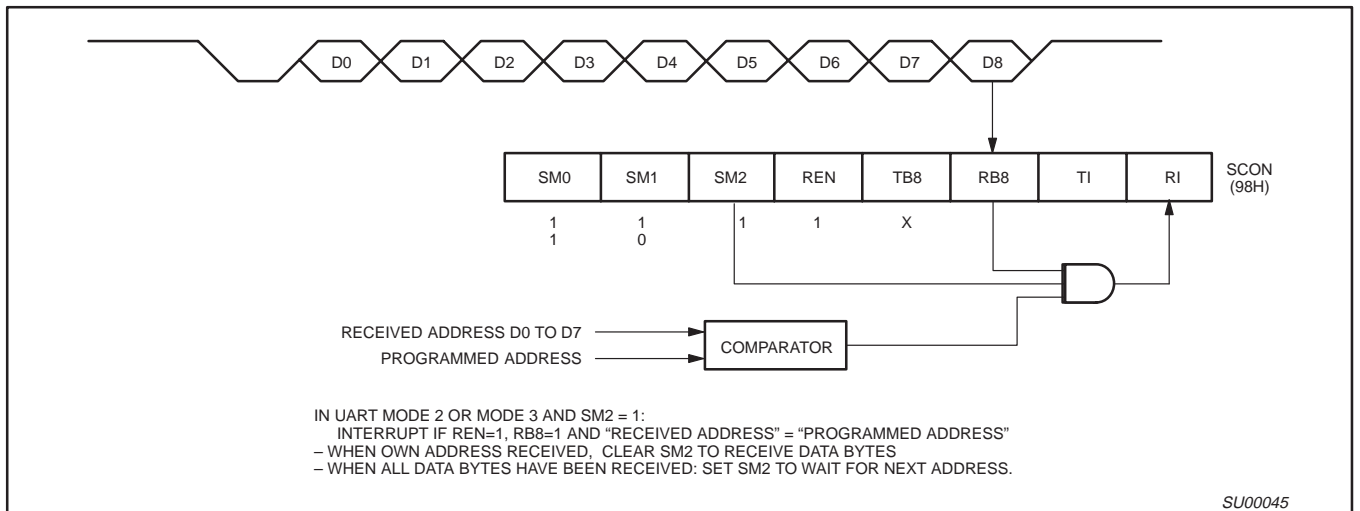 D0 D1 D2 D3 D4 D5 D6 D7 D8
SM0 SM1 SM2 REN TB8 RB8 TI RI
SCON
(98H)
1 1 1 1 X
1 0
RECEIVED ADDRESS D0 TO D7
PROGRAMMED ADDRESS
COMPARATOR
IN UART MODE 2 OR MODE 3 AND SM2 = 1:
INTERRUPT IF REN=1, RB8=1 AND “RECEIVED ADDRESS” = “PROGRAMMED ADDRESS”
– WHEN OWN ADDRESS RECEIVED, CLEAR SM2 TO RECEIVE DATA BYTES
– WHEN ALL DATA BYTES HAVE BEEN RECEIVED: SET SM2 TO WAIT FOR NEXT ADDRESS.
SU00045